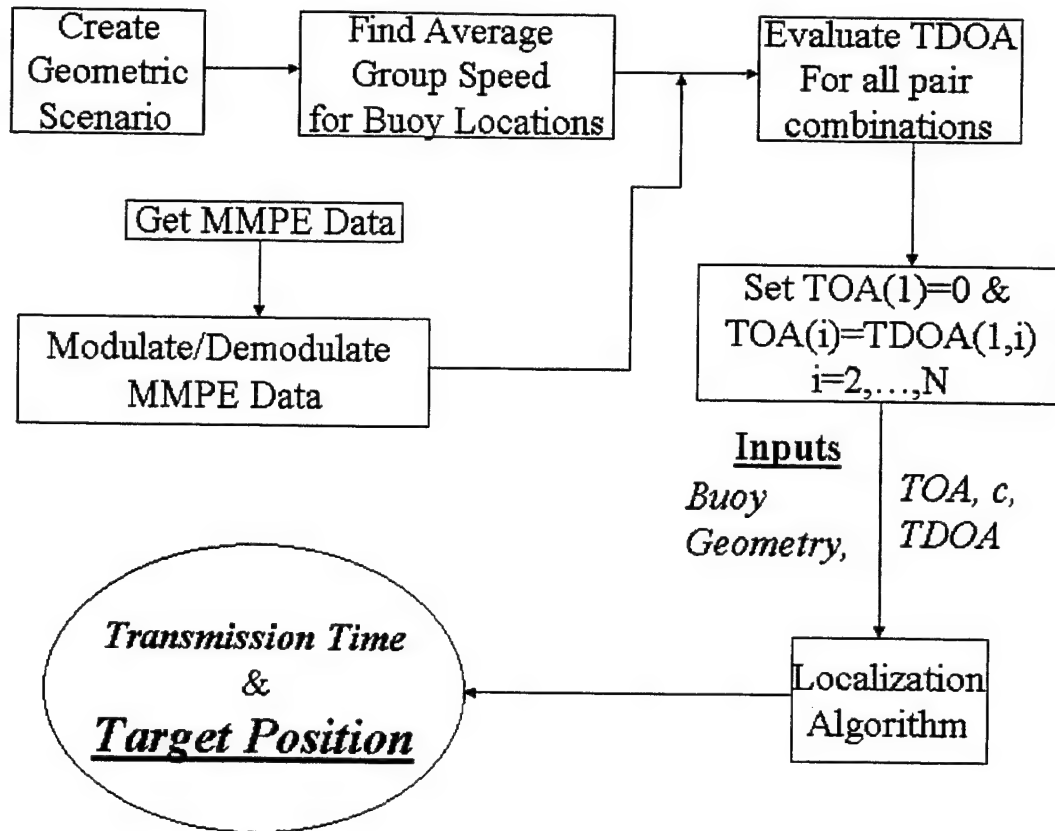 Create
Geometric
Scenario
Find Average
Group Speed
for Buoy Locations
Evaluate TDOA
For all pair
combinations
Get MMPE Data
Modulate/Demodulate
MMPE Data
Set TOA(1)=0 &
TOA(i)=TDOA(1,i)
i=2,…,N
Inputs
Buoy
Geometry,
TOA, c,
TDOA
Localization
Algorithm
Transmission Time
&
Target Position